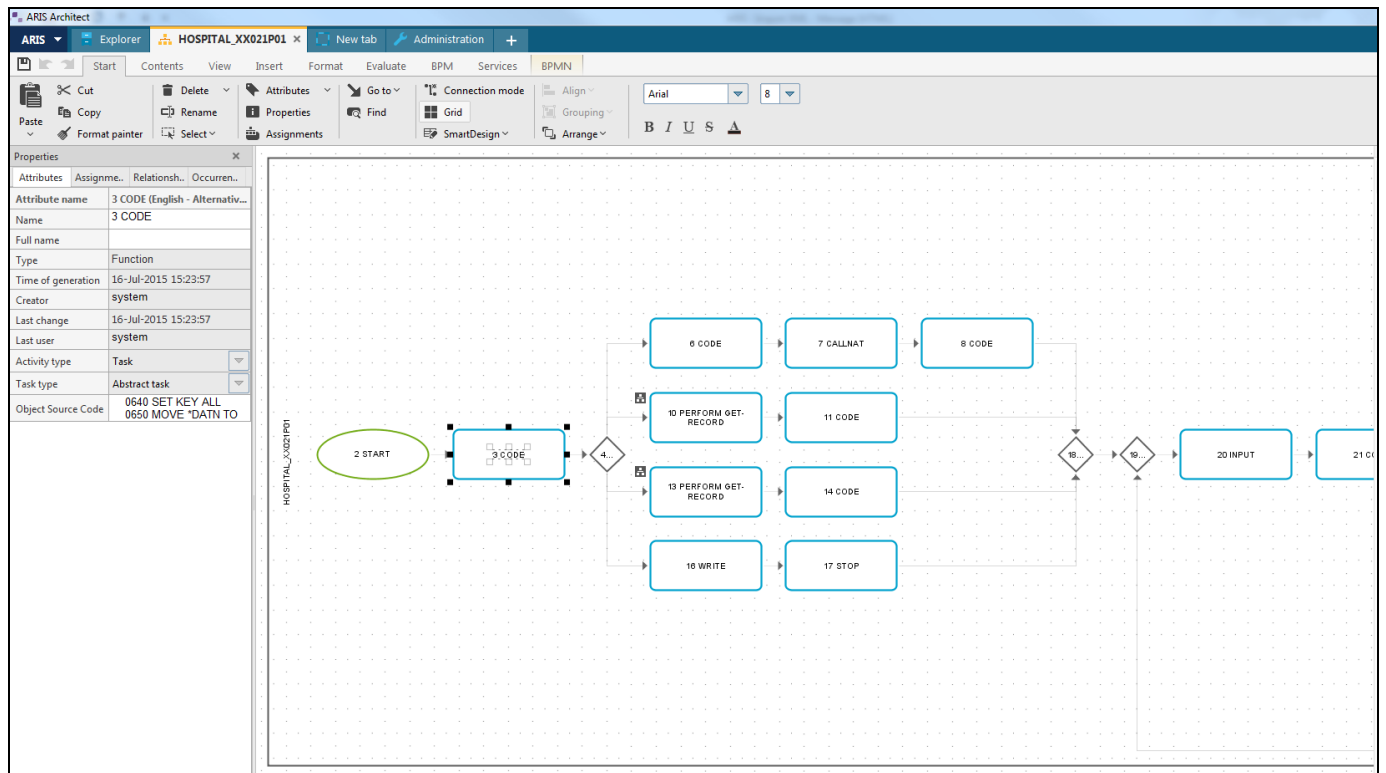 ARIS Architect
ARIS Explorer HOSPITAL_XX021P01 × New tab Administration +
Start Contents View Insert Format Evaluate BPM Services BPMN
Paste
Cut
Copy
Format painter
Delete
Rename
Select
Attributes
Properties
Assignments
Go to
Find
Connection mode
Grid
SmartDesign
Align
Grouping
Arrange
Arial 8
B I U S A
Properties ×
Attributes Assignme.. Relationsh.. Occurren..
Attribute name 3 CODE (English - Alternativ...
Name 3 CODE
Full name
Type Function
Time of generation 16-Jul-2015 15:23:57
Creator system
Last change 16-Jul-2015 15:23:57
Last user system
Activity type Task
Task type Abstract task
Object Source Code 0640 SET KEY ALL
0650 MOVE *DATN TO
HOSPITAL_XX021P01
2 START
3 CODE
4...
6 CODE
7 CALLNAT
8 CODE
10 PERFORM GET-
RECORD
11 CODE
13 PERFORM GET-
RECORD
14 CODE
16 WRITE
17 STOP
18...
19...
20 INPUT
21 CO